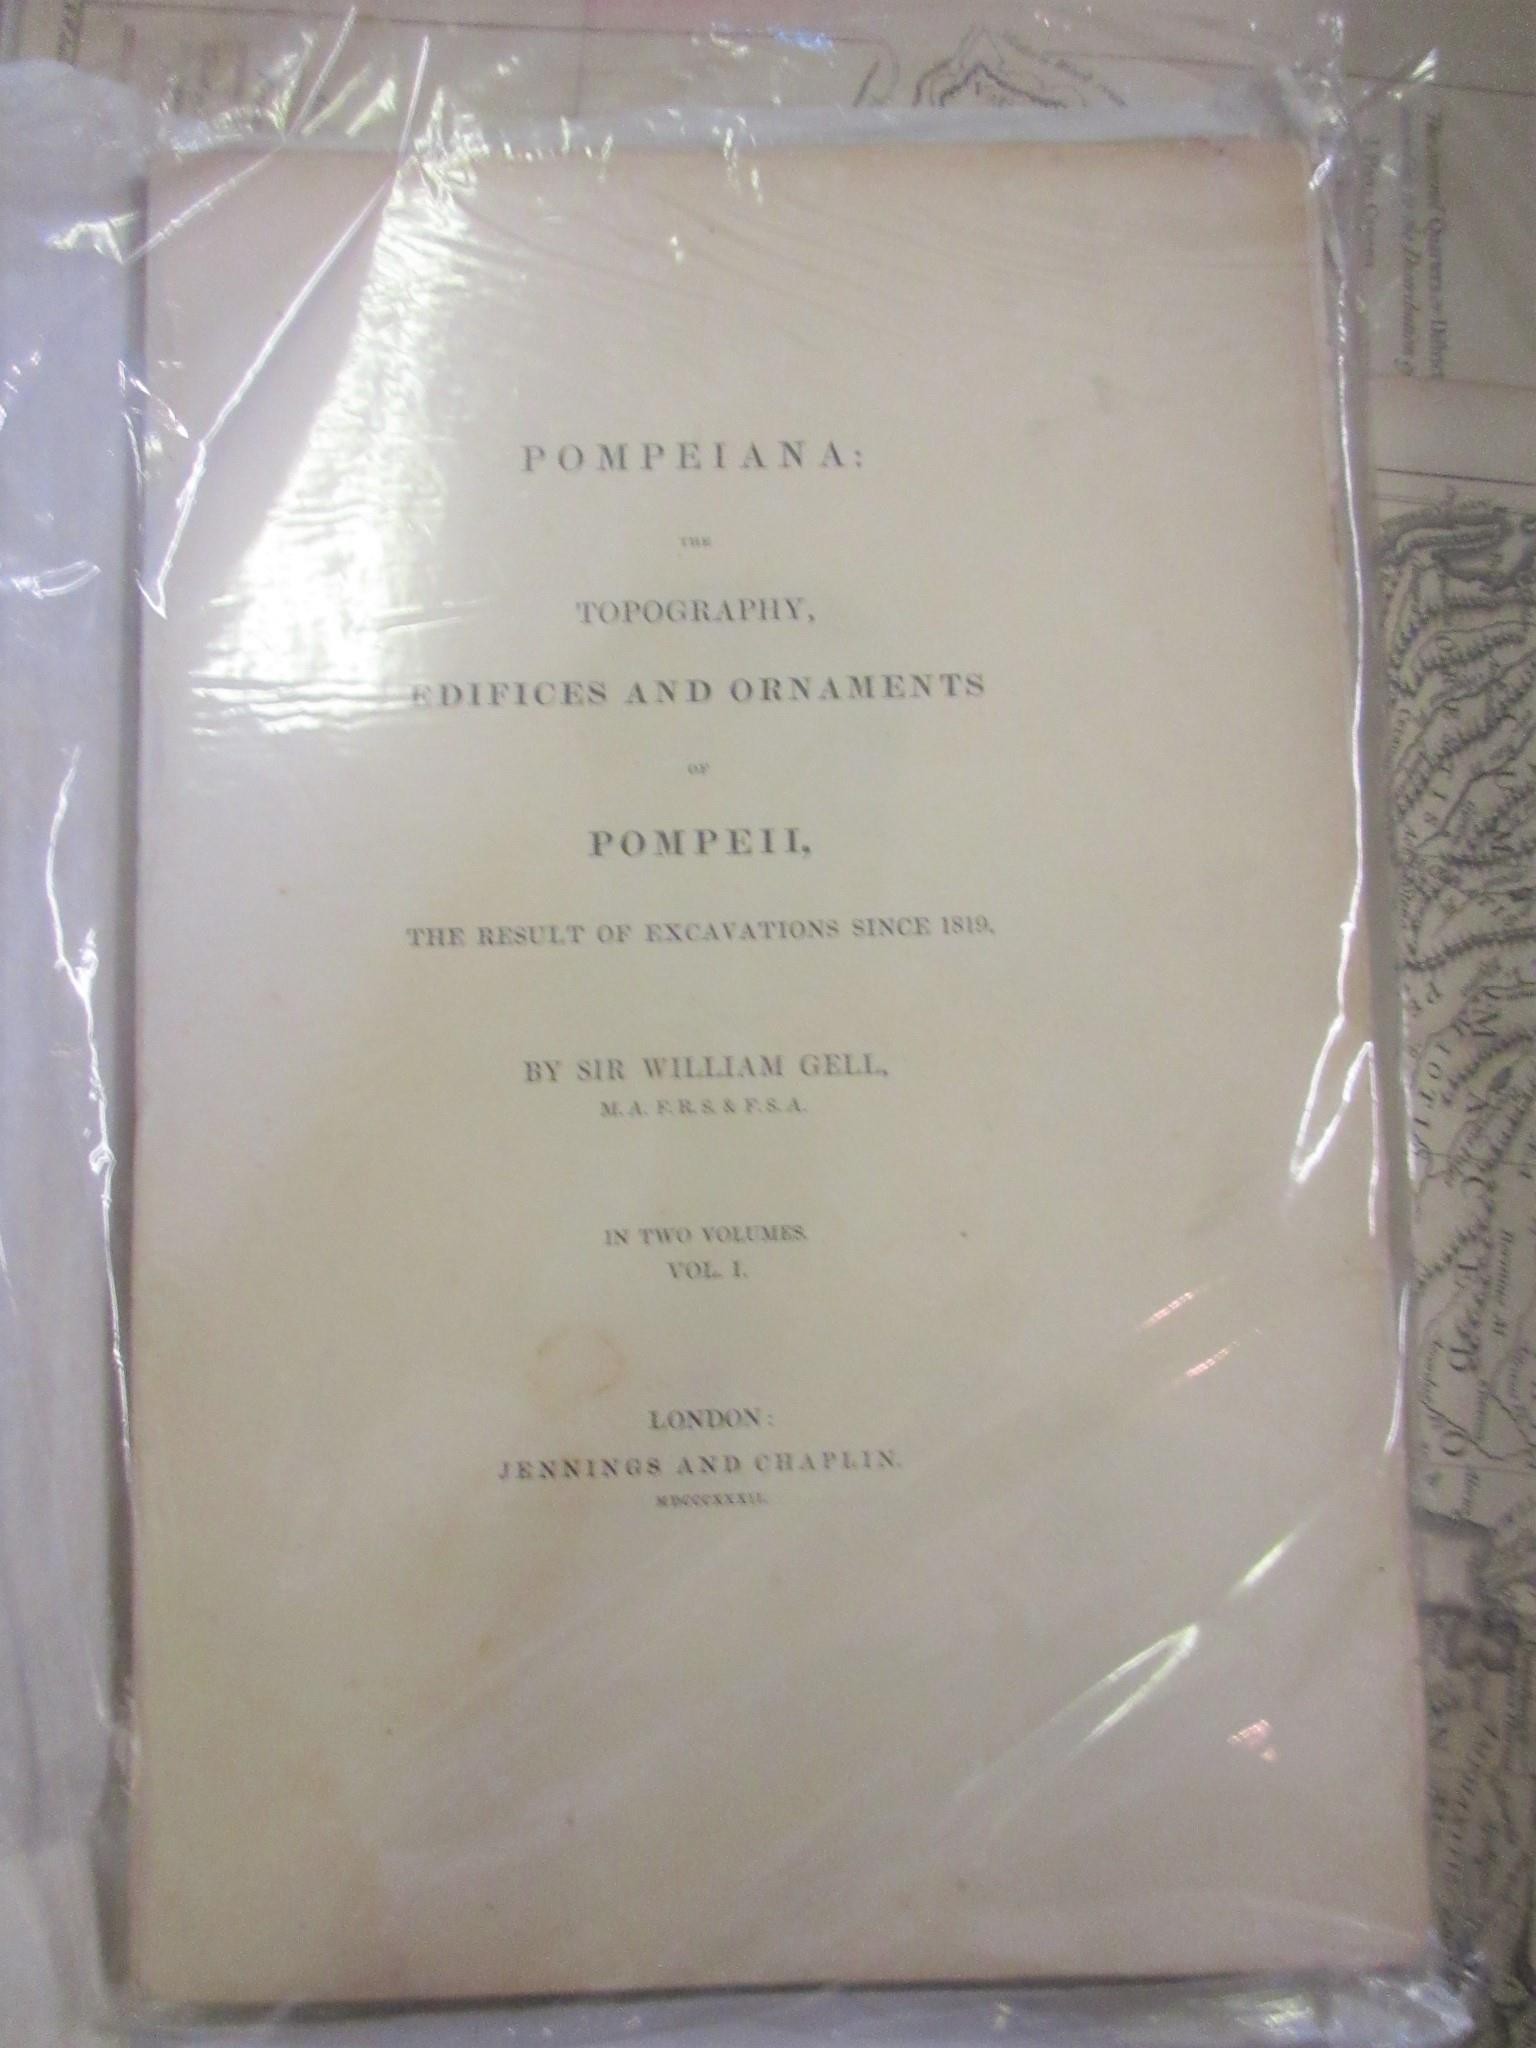 POMPEIANA:
THE
TOPOGRAPHY,
EDIFICES AND ORNAMENTS
OF
POMPEII,
THE RESULT OF EXCAVATIONS SINCE 1819,
BY SIR WILLIAM GELL,
M. A. F. R. S. & F. S. A.
IN TWO VOLUMES.
VOL. I.
LONDON:
JENNINGS AND CHAPLIN.
MDCCCXXXII.